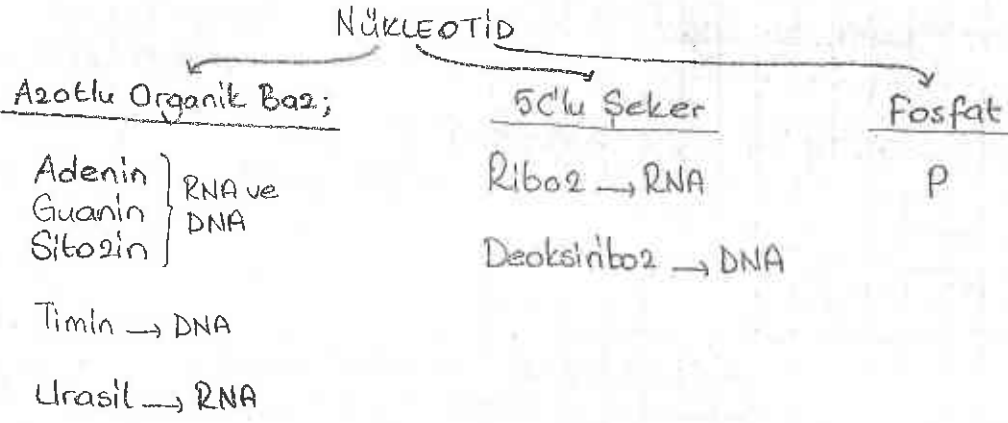 NÜKLEOTİD
Azotlu Organik Baz;
Adenin
Guanin
Sitozin
RNA ve
DNA
Timin → DNA
Urasil → RNA
5C'lu Şeker
Riboz → RNA
Deoksiriboz → DNA
Fosfat
P